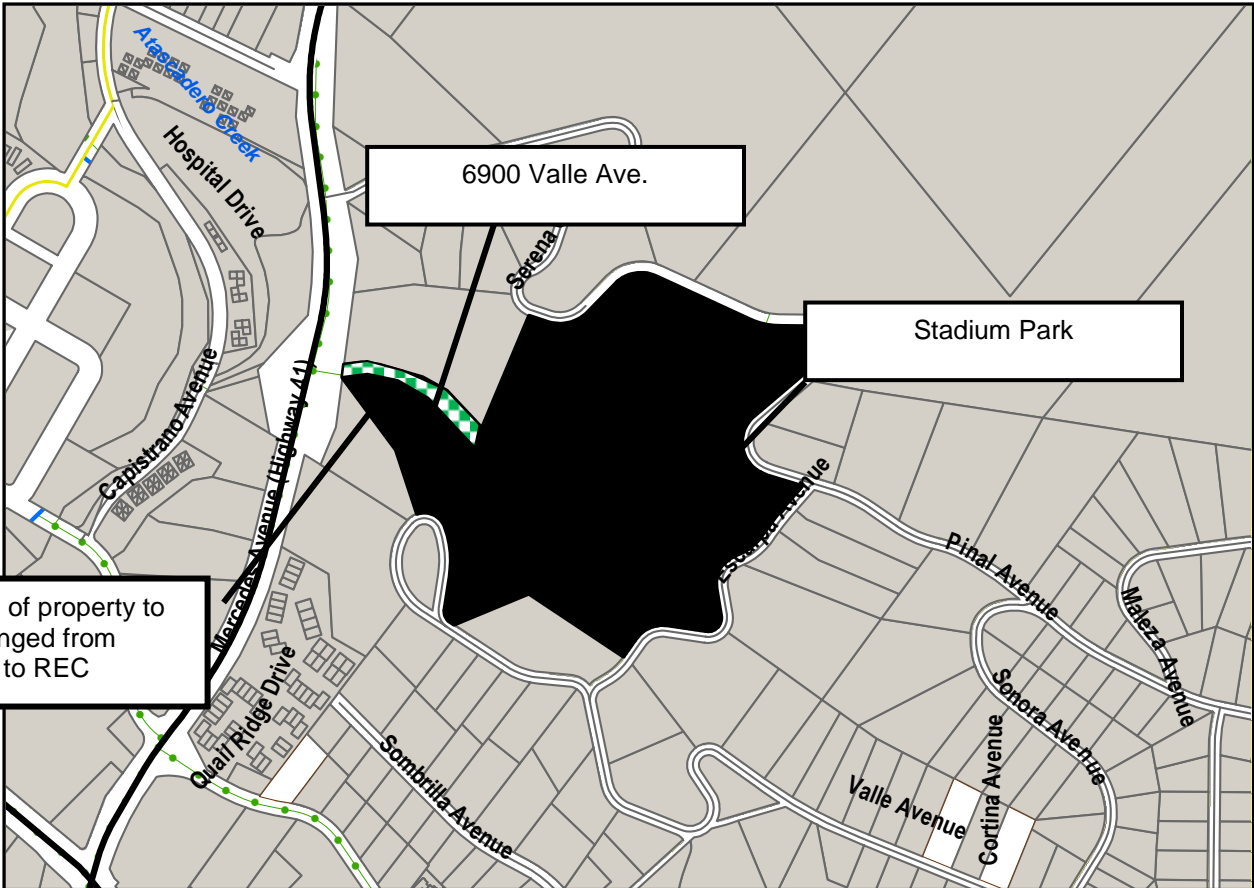 Atascadero Creek
Hospital Drive
6900 Valle Ave.
Serena
Stadium Park
Capistrano Avenue
Mercedes Avenue (Highway 41)
Escarpa Avenue
Pinal Avenue
Maleza Avenue
of property to
nged from
to REC
Quail Ridge Drive
Sombrilla Avenue
Sonora Avenue
Valle Avenue
Cortina Avenue